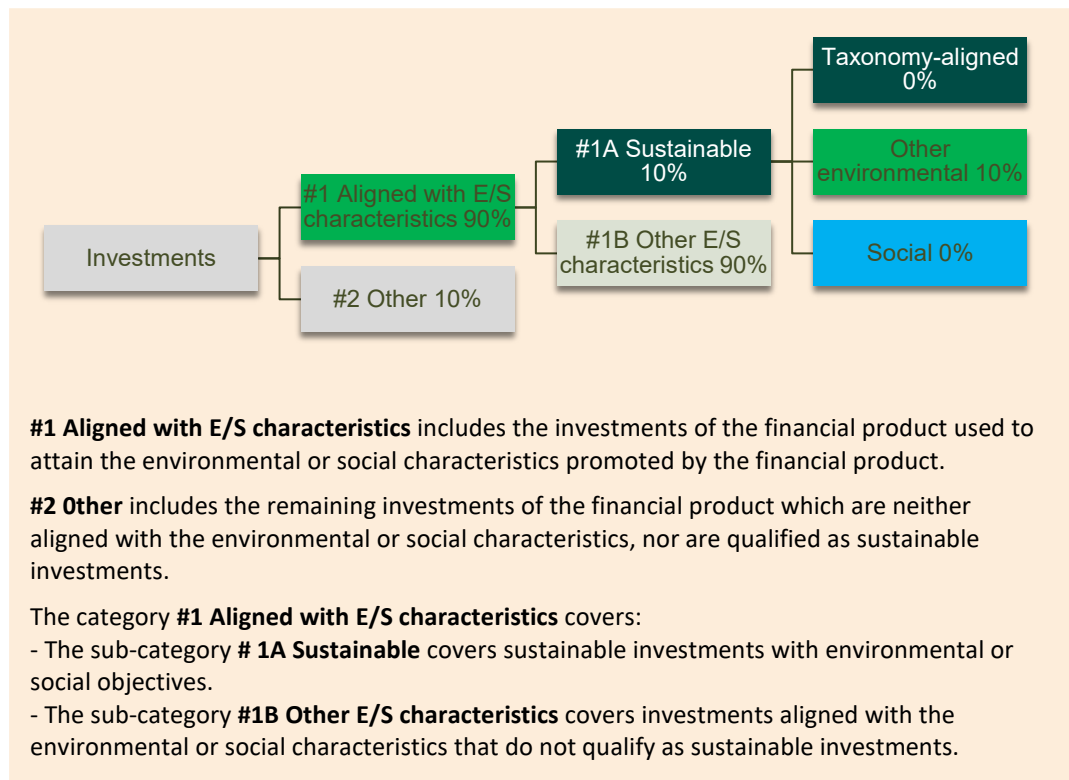 Investments
#1 Aligned with E/S
characteristics 90%
#2 Other 10%
#1A Sustainable
10%
#1B Other E/S
characteristics 90%
Taxonomy-aligned
0%
Other
environmental 10%
Social 0%
#1 Aligned with E/S characteristics includes the investments of the financial product used to
attain the environmental or social characteristics promoted by the financial product.
#2 0ther includes the remaining investments of the financial product which are neither
aligned with the environmental or social characteristics, nor are qualified as sustainable
investments.
The category #1 Aligned with E/S characteristics covers:
- The sub-category # 1A Sustainable covers sustainable investments with environmental or
social objectives.
- The sub-category #1B Other E/S characteristics covers investments aligned with the
environmental or social characteristics that do not qualify as sustainable investments.